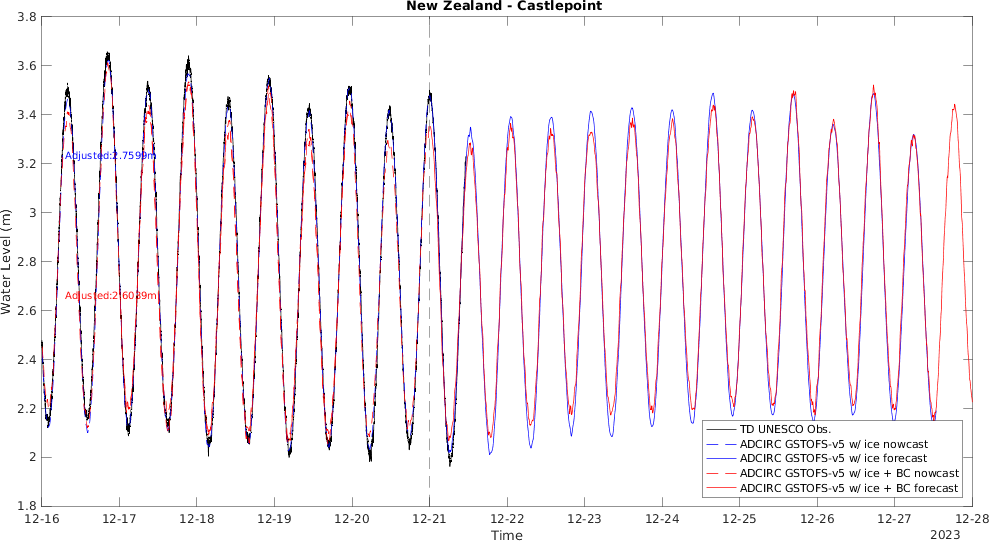 New Zealand - Castlepoint
3.8
3.6
3.4
3.2
3
2.8
2.6
2.4
2.2
2
1.8
Water Level (m)
Adjusted:2.7599m
Adjusted:2.6039m
TD UNESCO Obs.
ADCIRC GSTOFS-v5 w/ ice nowcast
ADCIRC GSTOFS-v5 w/ ice forecast
ADCIRC GSTOFS-v5 w/ ice + BC nowcast
ADCIRC GSTOFS-v5 w/ ice + BC forecast
12-16 12-17 12-18 12-19 12-20 12-21 12-22 12-23 12-24 12-25 12-26 12-27 12-28
Time
2023